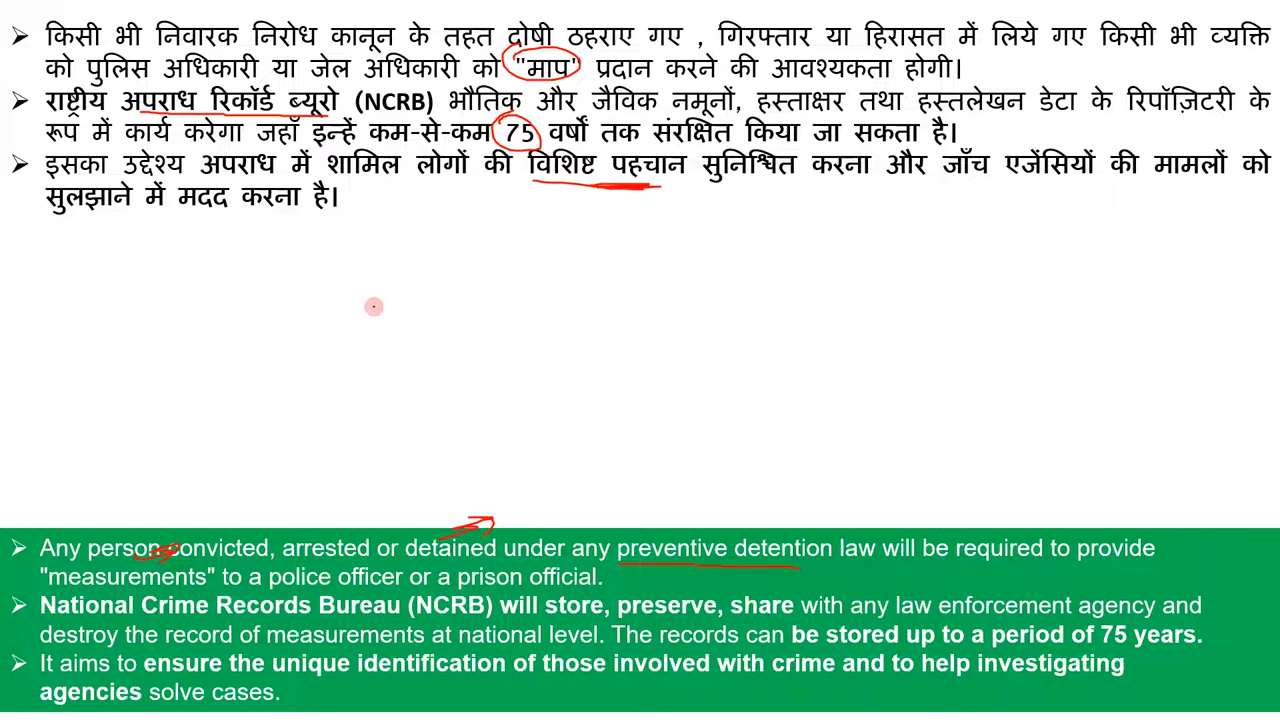 ➢ किसी भी निवारक निरोध कानून के तहत दोषी ठहराए गए , गिरफ्तार या हिरासत में लिये गए किसी भी व्यक्ति
को पुलिस अधिकारी या जेल अधिकारी को "माप" प्रदान करने की आवश्यकता होगी।
➢ राष्ट्रीय अपराध रिकॉर्ड ब्यूरो (NCRB) भौतिक और जैविक नमूनों, हस्ताक्षर तथा हस्तलेखन डेटा के रिपॉज़िटरी के
रूप में कार्य करेगा जहाँ इन्हें कम-से-कम 75 वर्षों तक संरक्षित किया जा सकता है।
➢ इसका उद्देश्य अपराध में शामिल लोगों की विशिष्ट पहचान सुनिश्चित करना और जाँच एजेंसियों की मामलों को
सुलझाने में मदद करना है।
➢ Any person convicted, arrested or detained under any preventive detention law will be required to provide
"measurements" to a police officer or a prison official.
➢ National Crime Records Bureau (NCRB) will store, preserve, share with any law enforcement agency and
destroy the record of measurements at national level. The records can be stored up to a period of 75 years.
➢ It aims to ensure the unique identification of those involved with crime and to help investigating
agencies solve cases.